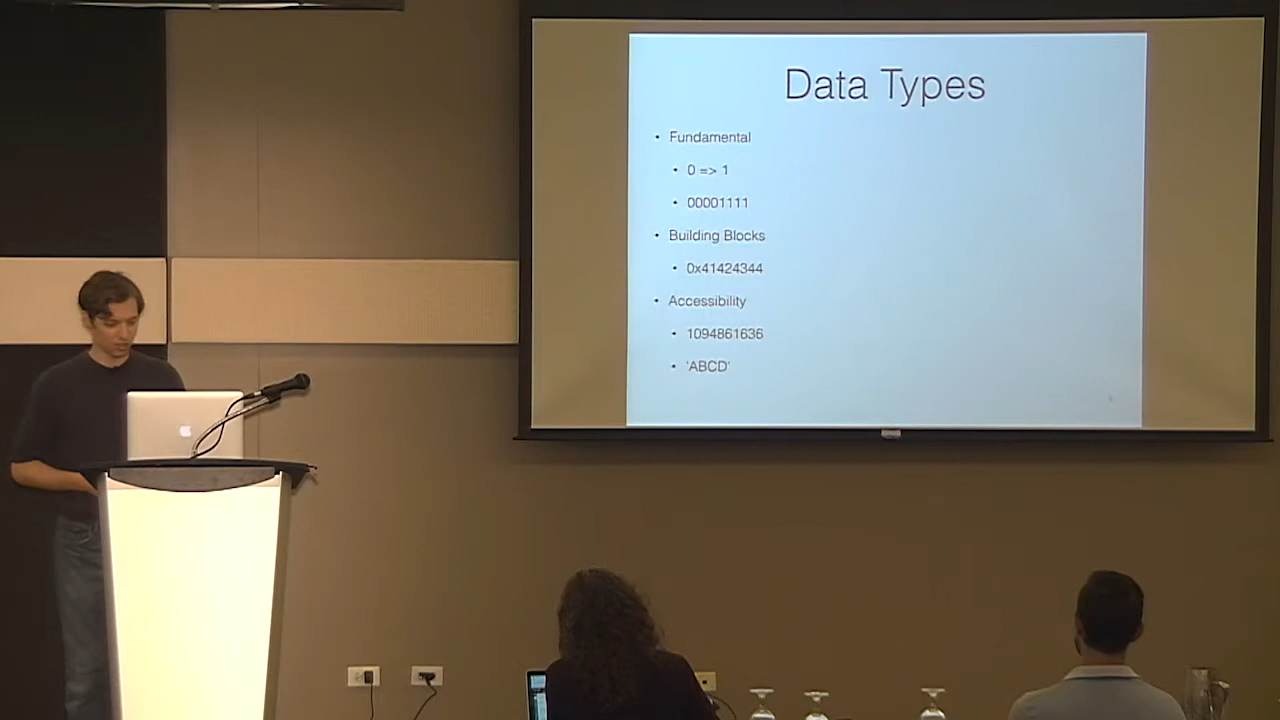 Data Types
• Fundamental
• 0 => 1
• 00001111
• Building Blocks
• 0x41424344
• Accessibility
• 1094861636
• 'ABCD'